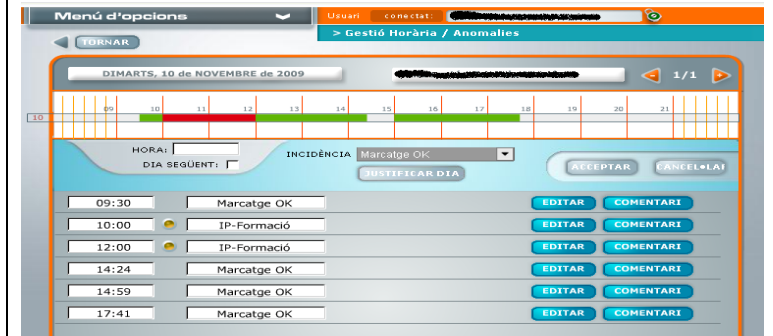 Menú d'opcions
Usuari conectat:
> Gestió Horària / Anomalies
TORNAR
DIMARTS, 10 de NOVEMBRE de 2009
1/1
09 10 11 12 13 14 15 16 17 18 19 20 21
10
HORA:
DIA SEGÜENT:
INCIDÈNCIA Marcatge OK
JUSTIFICAR DIA
ACCEPTAR CANCEL•LAR
09:30 Marcatge OK EDITAR COMENTARI
10:00 IP-Formació EDITAR COMENTARI
12:00 IP-Formació EDITAR COMENTARI
14:24 Marcatge OK EDITAR COMENTARI
14:59 Marcatge OK EDITAR COMENTARI
17:41 Marcatge OK EDITAR COMENTARI